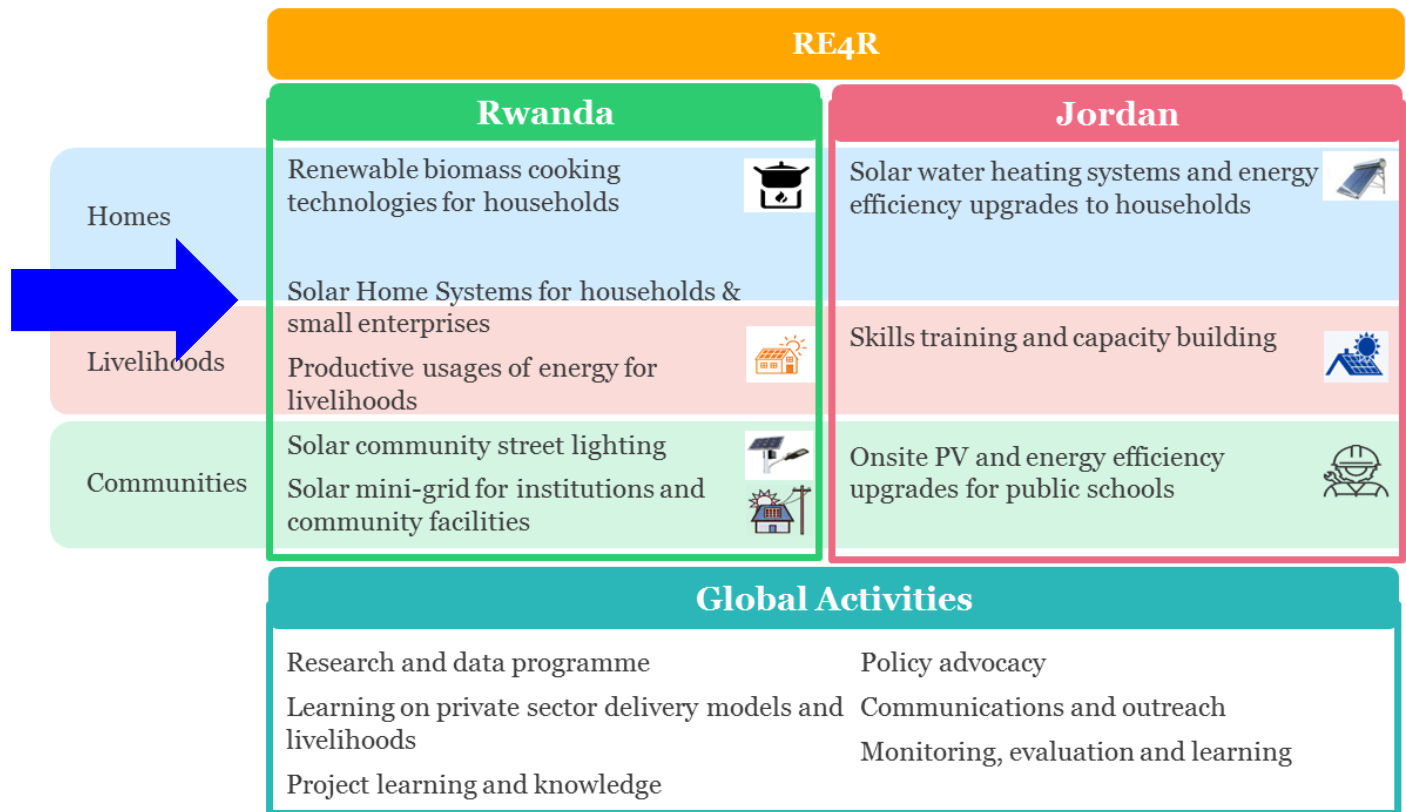 RE4R
Rwanda
Jordan
Homes
Renewable biomass cooking
technologies for households
Solar water heating systems and energy
efficiency upgrades to households
Solar Home Systems for households &
small enterprises
Livelihoods
Productive usages of energy for
livelihoods
Skills training and capacity building
Communities
Solar community street lighting
Solar mini-grid for institutions and
community facilities
Onsite PV and energy efficiency
upgrades for public schools
Global Activities
Research and data programme
Learning on private sector delivery models and
livelihoods
Project learning and knowledge
Policy advocacy
Communications and outreach
Monitoring, evaluation and learning